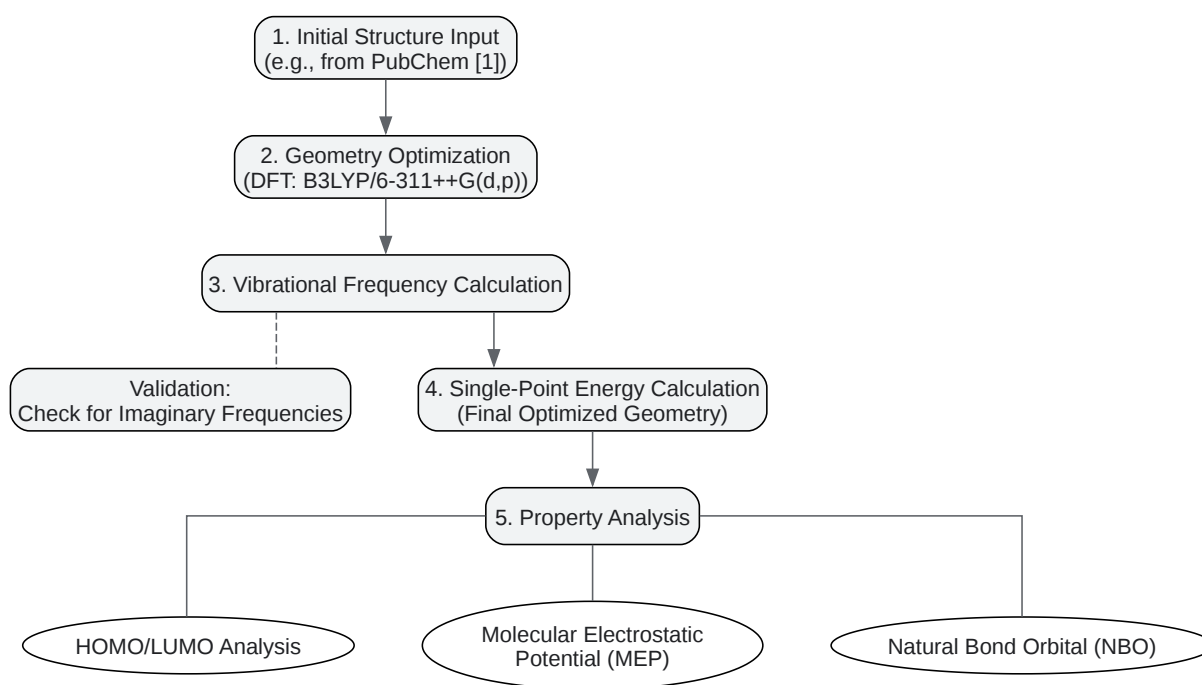 1. Initial Structure Input
(e.g., from PubChem [1])
2. Geometry Optimization
(DFT: B3LYP/6-311++G(d,p))
3. Vibrational Frequency Calculation
Validation:
Check for Imaginary Frequencies
4. Single-Point Energy Calculation
(Final Optimized Geometry)
5. Property Analysis
HOMO/LUMO Analysis
Molecular Electrostatic
Potential (MEP)
Natural Bond Orbital (NBO)